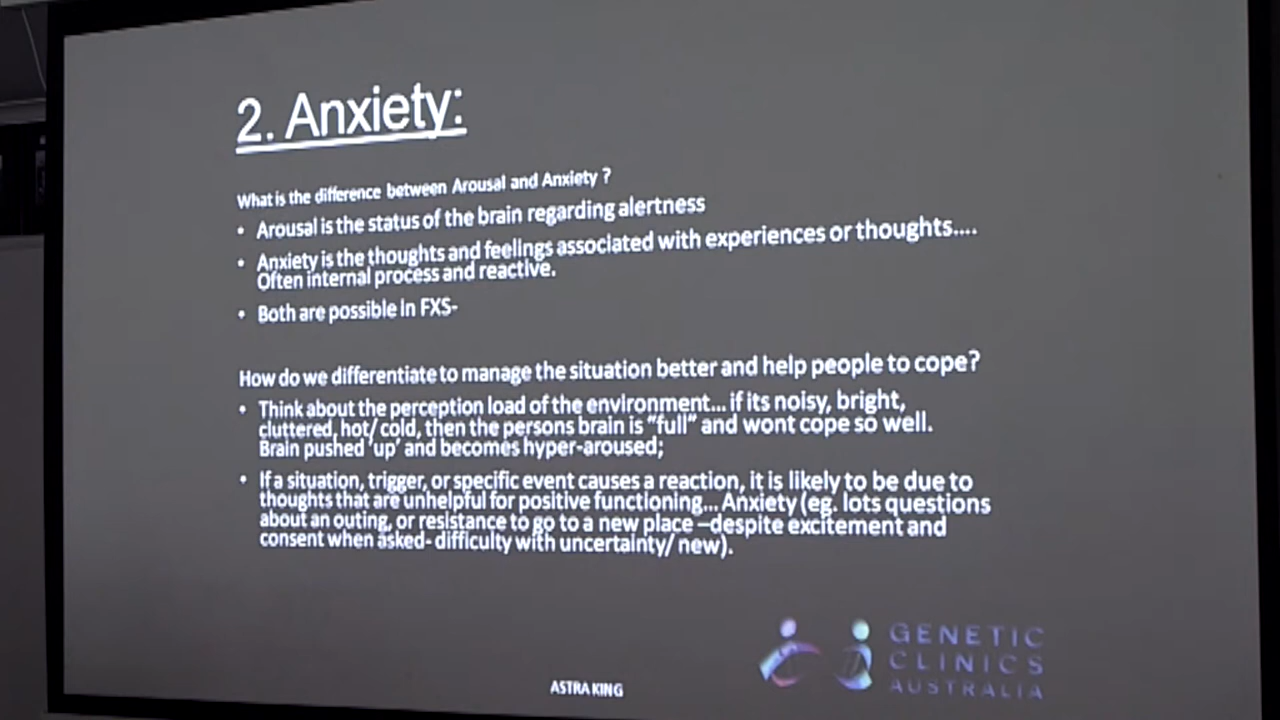 2. Anxiety:
What is the difference between Arousal and Anxiety ?
• Arousal is the status of the brain regarding alertness
• Anxiety is the thoughts and feelings associated with experiences or thoughts....
Often internal process and reactive.
• Both are possible in FXS-
How do we differentiate to manage the situation better and help people to cope?
• Think about the perception load of the environment... if its noisy, bright,
cluttered, hot/ cold, then the persons brain is “full” and wont cope so well.
Brain pushed ‘up’ and becomes hyper-aroused;
• If a situation, trigger, or specific event causes a reaction, it is likely to be due to
thoughts that are unhelpful for positive functioning... Anxiety (eg. lots questions
about an outing, or resistance to go to a new place –despite excitement and
consent when asked- difficulty with uncertainty/ new).
ASTRA KING
GENETIC
CLINICS
AUSTRALIA